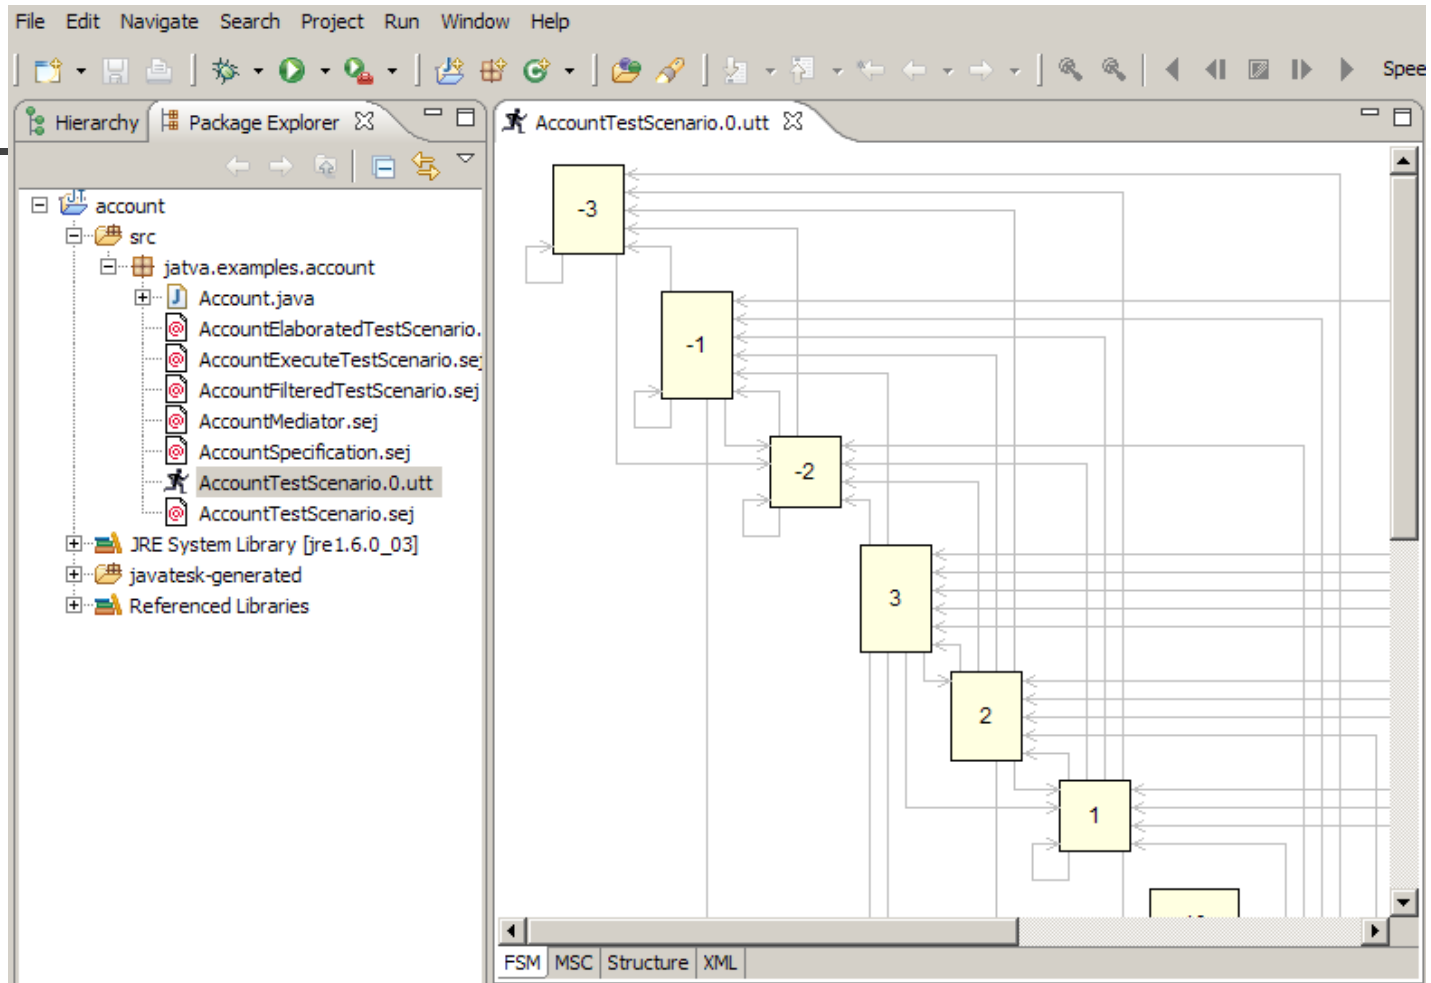 File Edit Navigate Search Project Run Window Help
Spee
Hierarchy Package Explorer
AccountTestScenario.0.utt
account
src
jatva.examples.account
Account.java
AccountElaboratedTestScenario.
AccountExecuteTestScenario.sej
AccountFilteredTestScenario.sej
AccountMediator.sej
AccountSpecification.sej
AccountTestScenario.0.utt
AccountTestScenario.sej
JRE System Library [jre1.6.0_03]
javatesk-generated
Referenced Libraries
-3
-1
-2
3
2
1
FSM MSC Structure XML